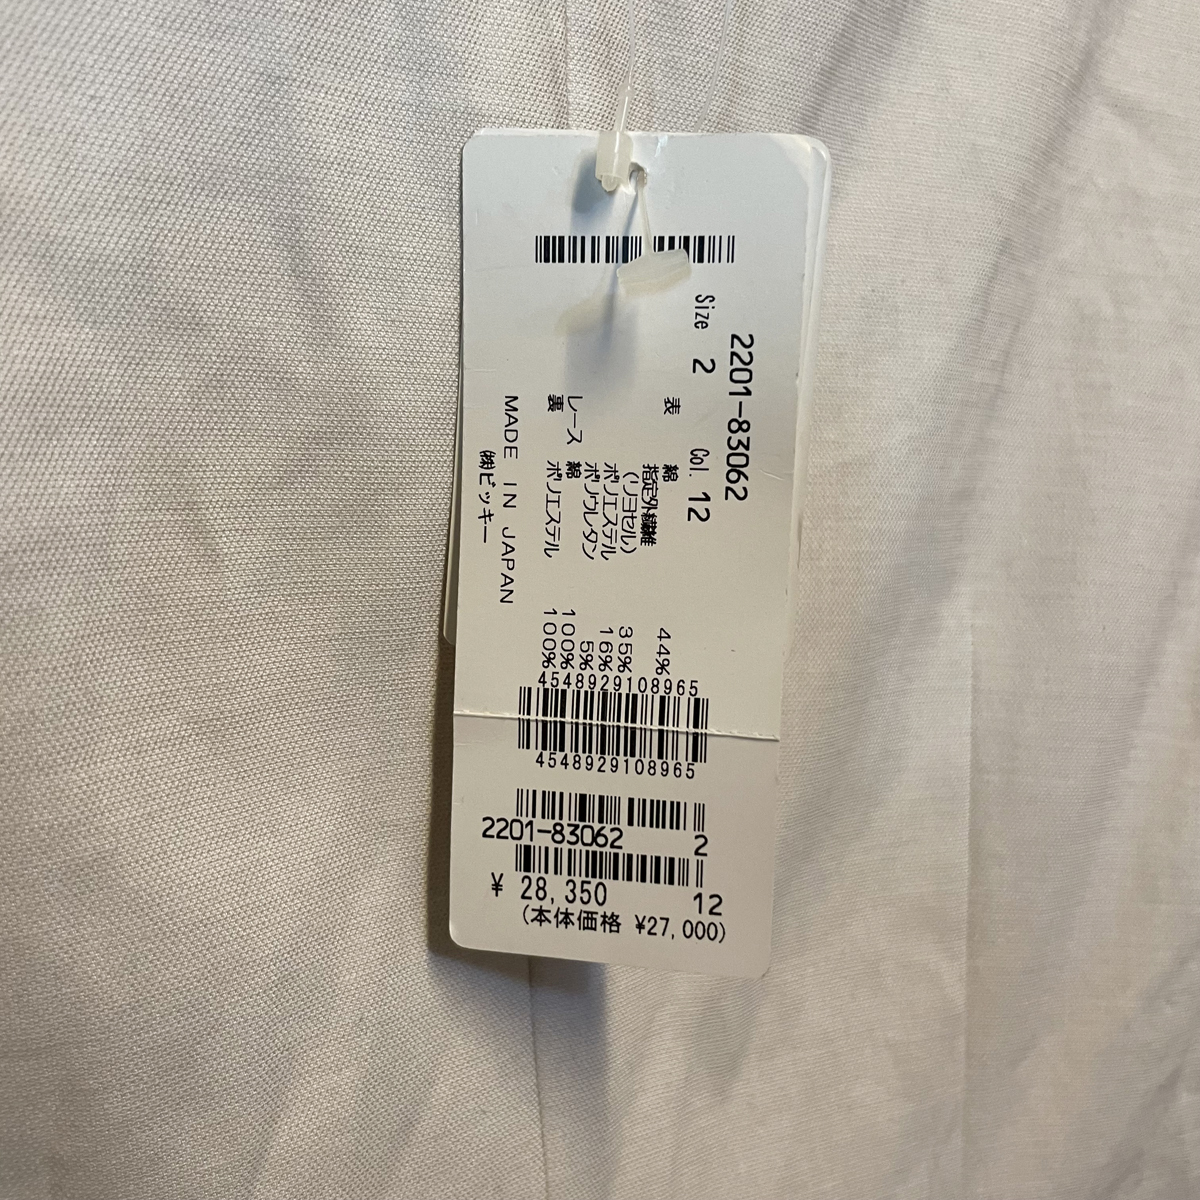 2201-83062
Size 2 Col. 12
表 綿 44%
指定外繊維
(リヨセル) 35%
ポリエステル 16%
ポリウレタン 5%
レース 綿 100%
裏 ポリエステル 100%
MADE IN JAPAN
㈱ビッキー
4548929108965
4548929108965
2201-83062 2
¥ 28,350 12
(本体価格 ¥27,000)